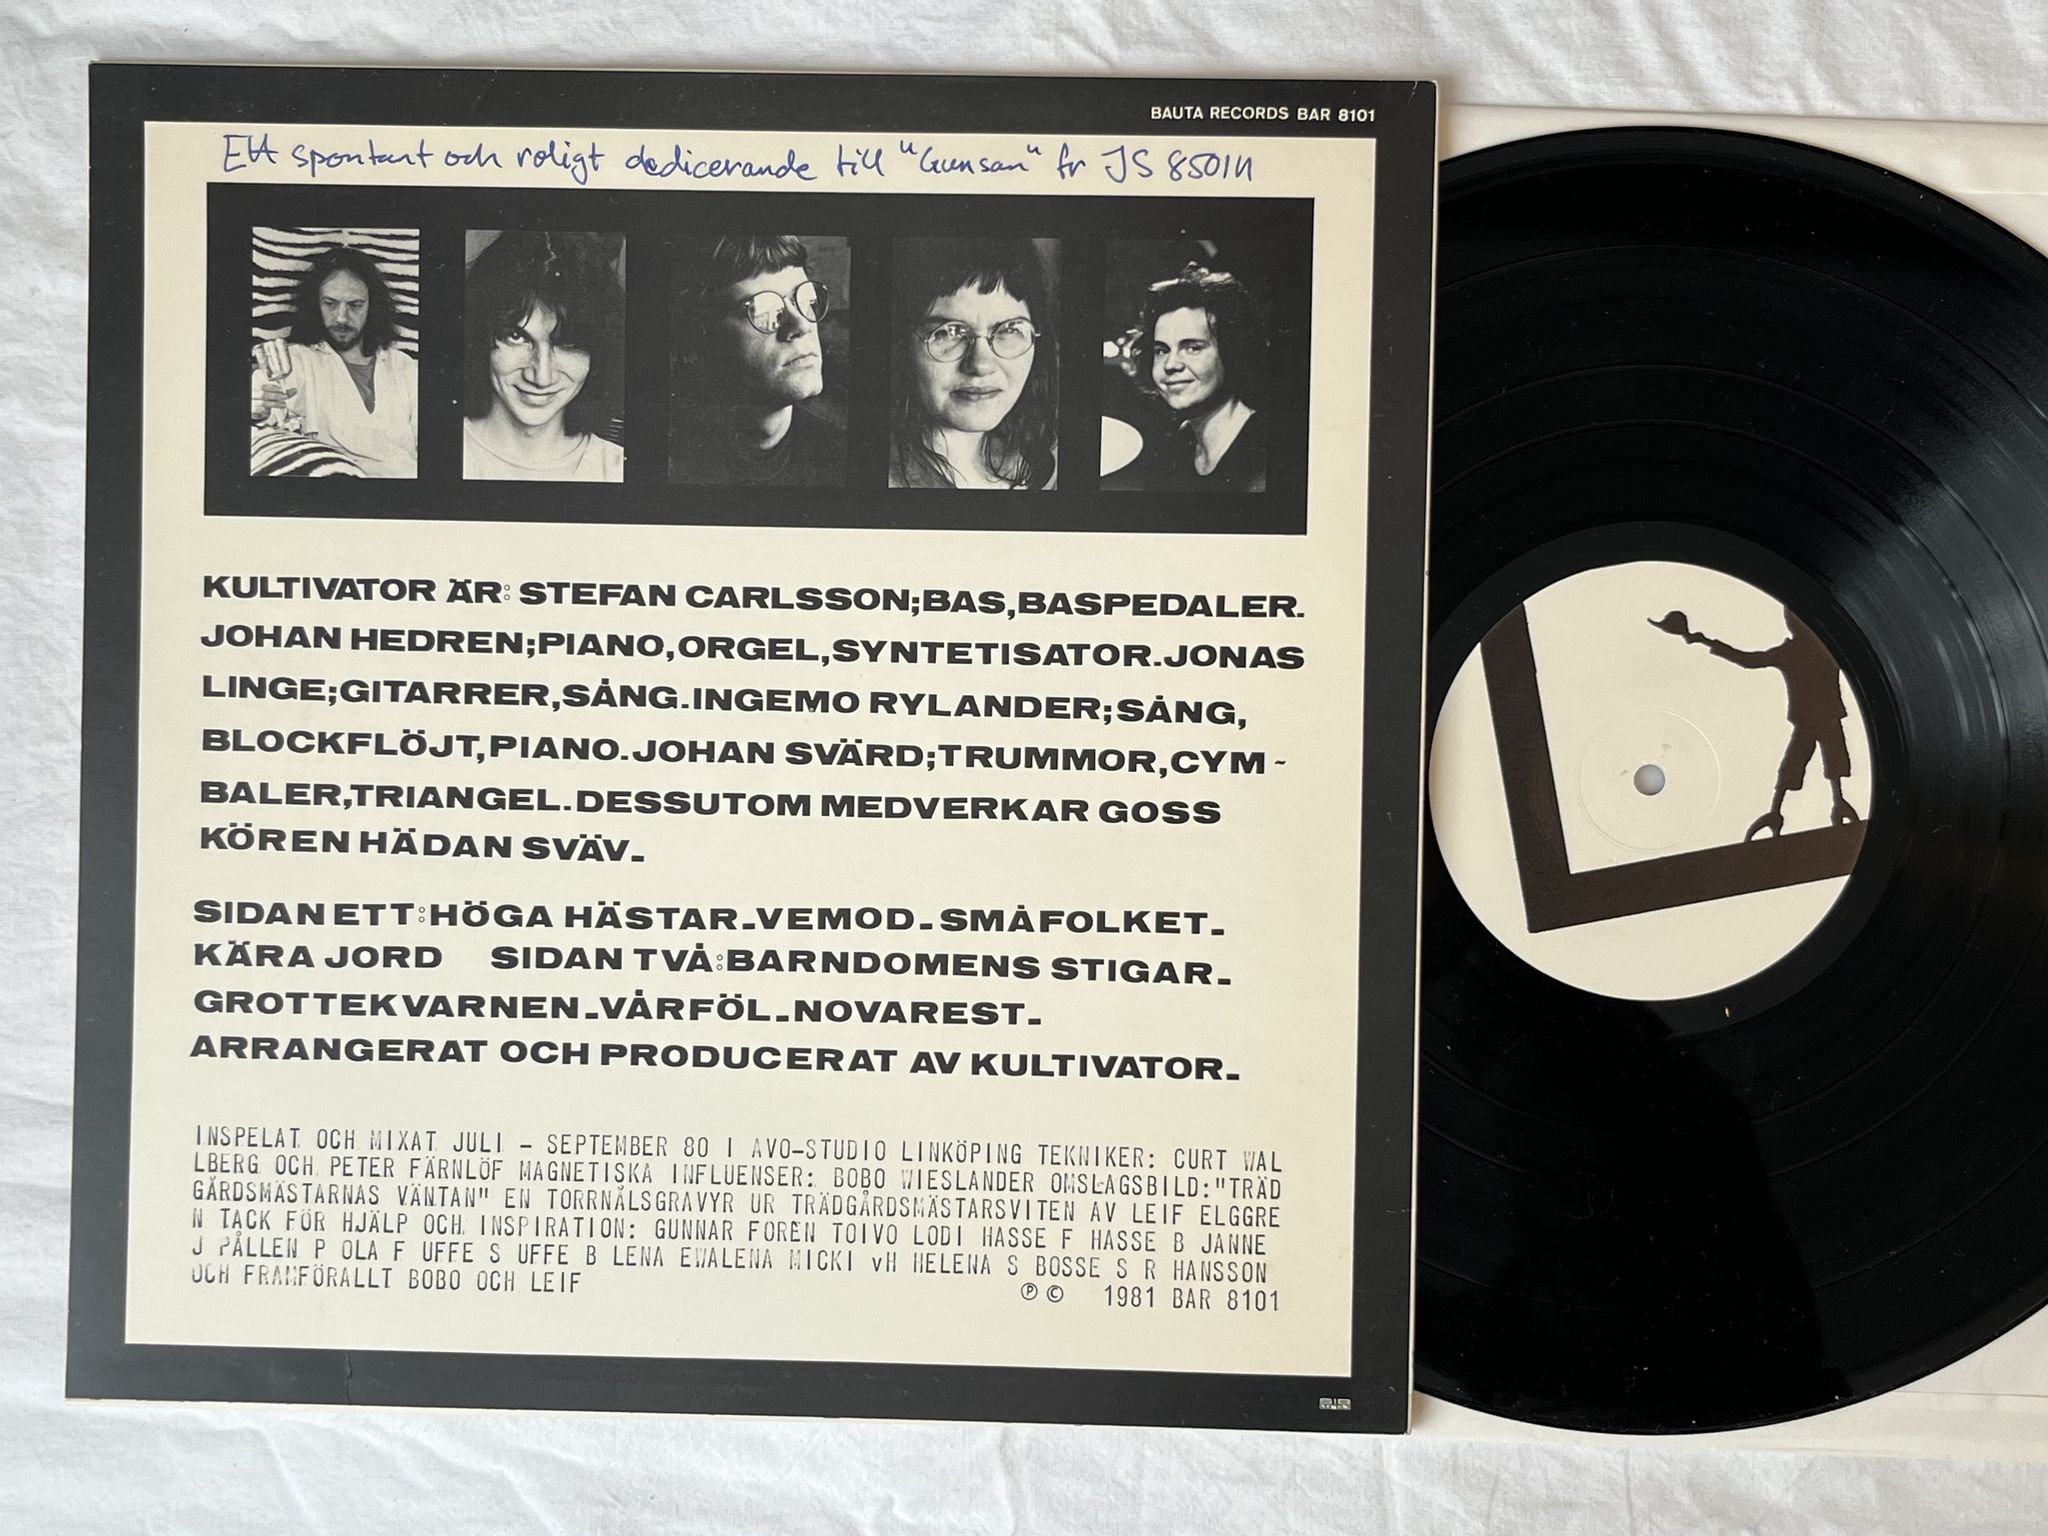 BAUTA RECORDS BAR 8101
Ett spontant och roligt dedicerande till "Gunsan" fr JS 850111
KULTIVATOR ÄR: STEFAN CARLSSON;BAS,BASPEDALER.
JOHAN HEDREN;PIANO,ORGEL,SYNTETISATOR.JONAS
LINGE;GITARRER,SÅNG.INGEMO RYLANDER;SÅNG,
BLOCKFLÖJT,PIANO.JOHAN SVÄRD;TRUMMOR,CYM-
BALER,TRIANGEL.DESSUTOM MEDVERKAR GOSS
KÖREN HÄDAN SVÄV.
SIDAN ETT:HÖGA HÄSTAR.VEMOD.SMÅFOLKET.
KÄRA JORD SIDAN TVÅ:BARNDOMENS STIGAR.
GROTTEKVARNEN.VÅRFÖL.NOVAREST.
ARRANGERAT OCH PRODUCERAT AV KULTIVATOR.
INSPELAT OCH MIXAT JULI - SEPTEMBER 80 I AVO-STUDIO LINKÖPING TEKNIKER: CURT WAL
LBERG OCH PETER FÄRNLÖF MAGNETISKA INFLUENSER: BOBO WIESLANDER OMSLAGSBILD:"TRÄD
GÅRDSMÄSTARNAS VÄNTAN" EN TORRNÅLSGRAVYR UR TRÄDGÅRDSMÄSTARSVITEN AV LEIF ELGGRE
N TACK FÖR HJÄLP OCH INSPIRATION: GUNNAR FOREN TOIVO LODI HASSE F HASSE B JANNE
J PÅLLEN P OLA F UFFE S UFFE B LENA EWALENA MICKI vH HELENA S BOSSE S R HANSSON
OCH FRAMFÖRALLT BOBO OCH LEIF ℗ © 1981 BAR 8101